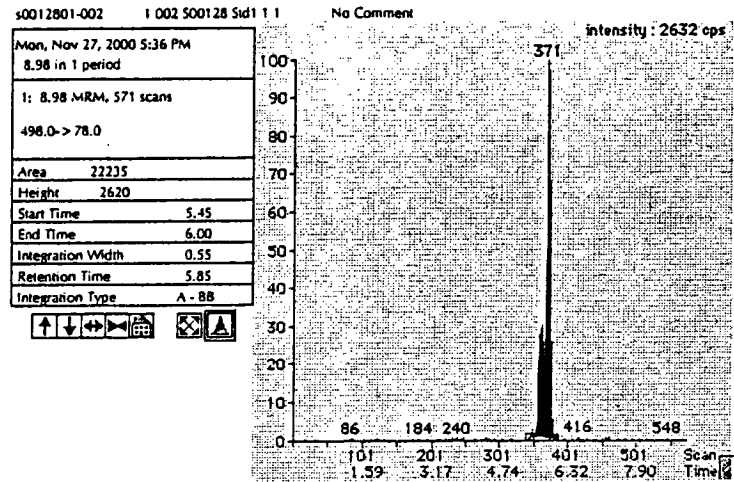 s0012801-002 1 002 S00128 Std1 1 1 No Comment
Mon, Nov 27, 2000 5:36 PM
8.98 in 1 period
1: 8.98 MRM, 571 scans
498.0-> 78.0
Area 22235
Height 2620
Start Time 5.45
End Time 6.00
Integration Width 0.55
Retention Time 5.85
Integration Type A - BB
intensity : 2632 cps
371
100
90
80
70
60
50
40
30
20
10
0
86 184 240 416 548
101 201 301 401 501 Scan
1.59 3.17 4.74 6.32 7.90 Time